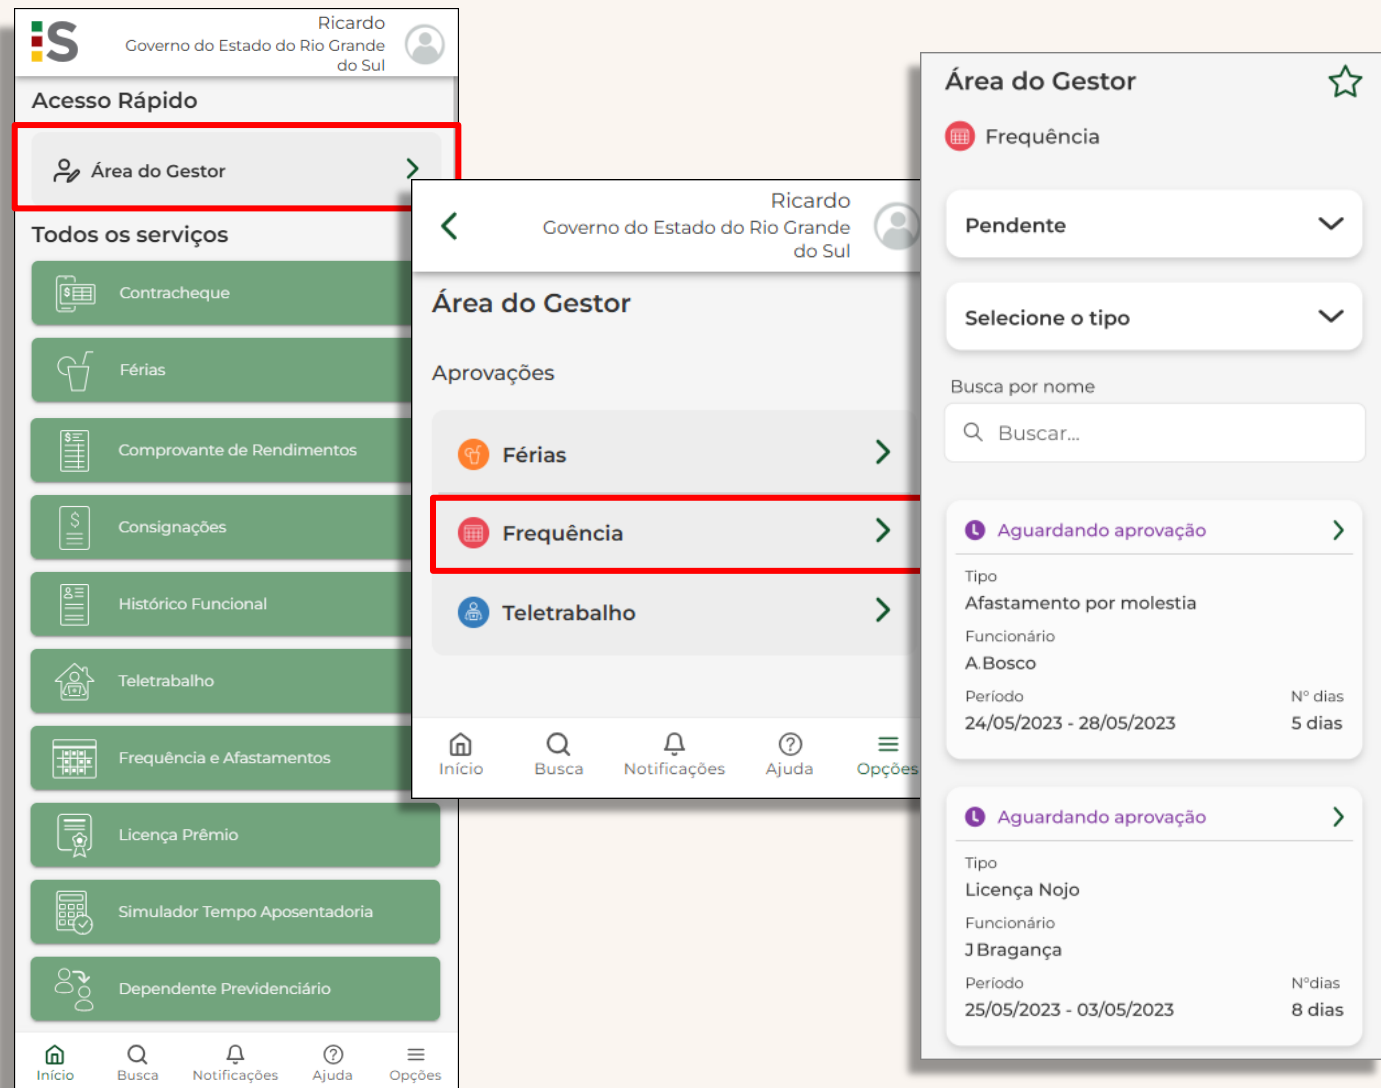 S
Ricardo
Governo do Estado do Rio Grande
do Sul
Acesso Rápido
Área do Gestor
Todos os serviços
Contracheque
Férias
Comprovante de Rendimentos
Consignações
Histórico Funcional
Teletrabalho
Frequência e Afastamentos
Licença Prêmio
Simulador Tempo Aposentadoria
Dependente Previdenciário
Início Busca Notificações Ajuda Opções
Ricardo
Governo do Estado do Rio Grande
do Sul
Área do Gestor
Aprovações
Férias
Frequência
Teletrabalho
Início Busca Notificações Ajuda Opções
Área do Gestor
Frequência
Pendente
Selecione o tipo
Busca por nome
Buscar...
Aguardando aprovação
Tipo
Afastamento por molestia
Funcionário
A.Bosco
Período Nº dias
24/05/2023 - 28/05/2023 5 dias
Aguardando aprovação
Tipo
Licença Nojo
Funcionário
J Bragança
Período Nºdias
25/05/2023 - 03/05/2023 8 dias